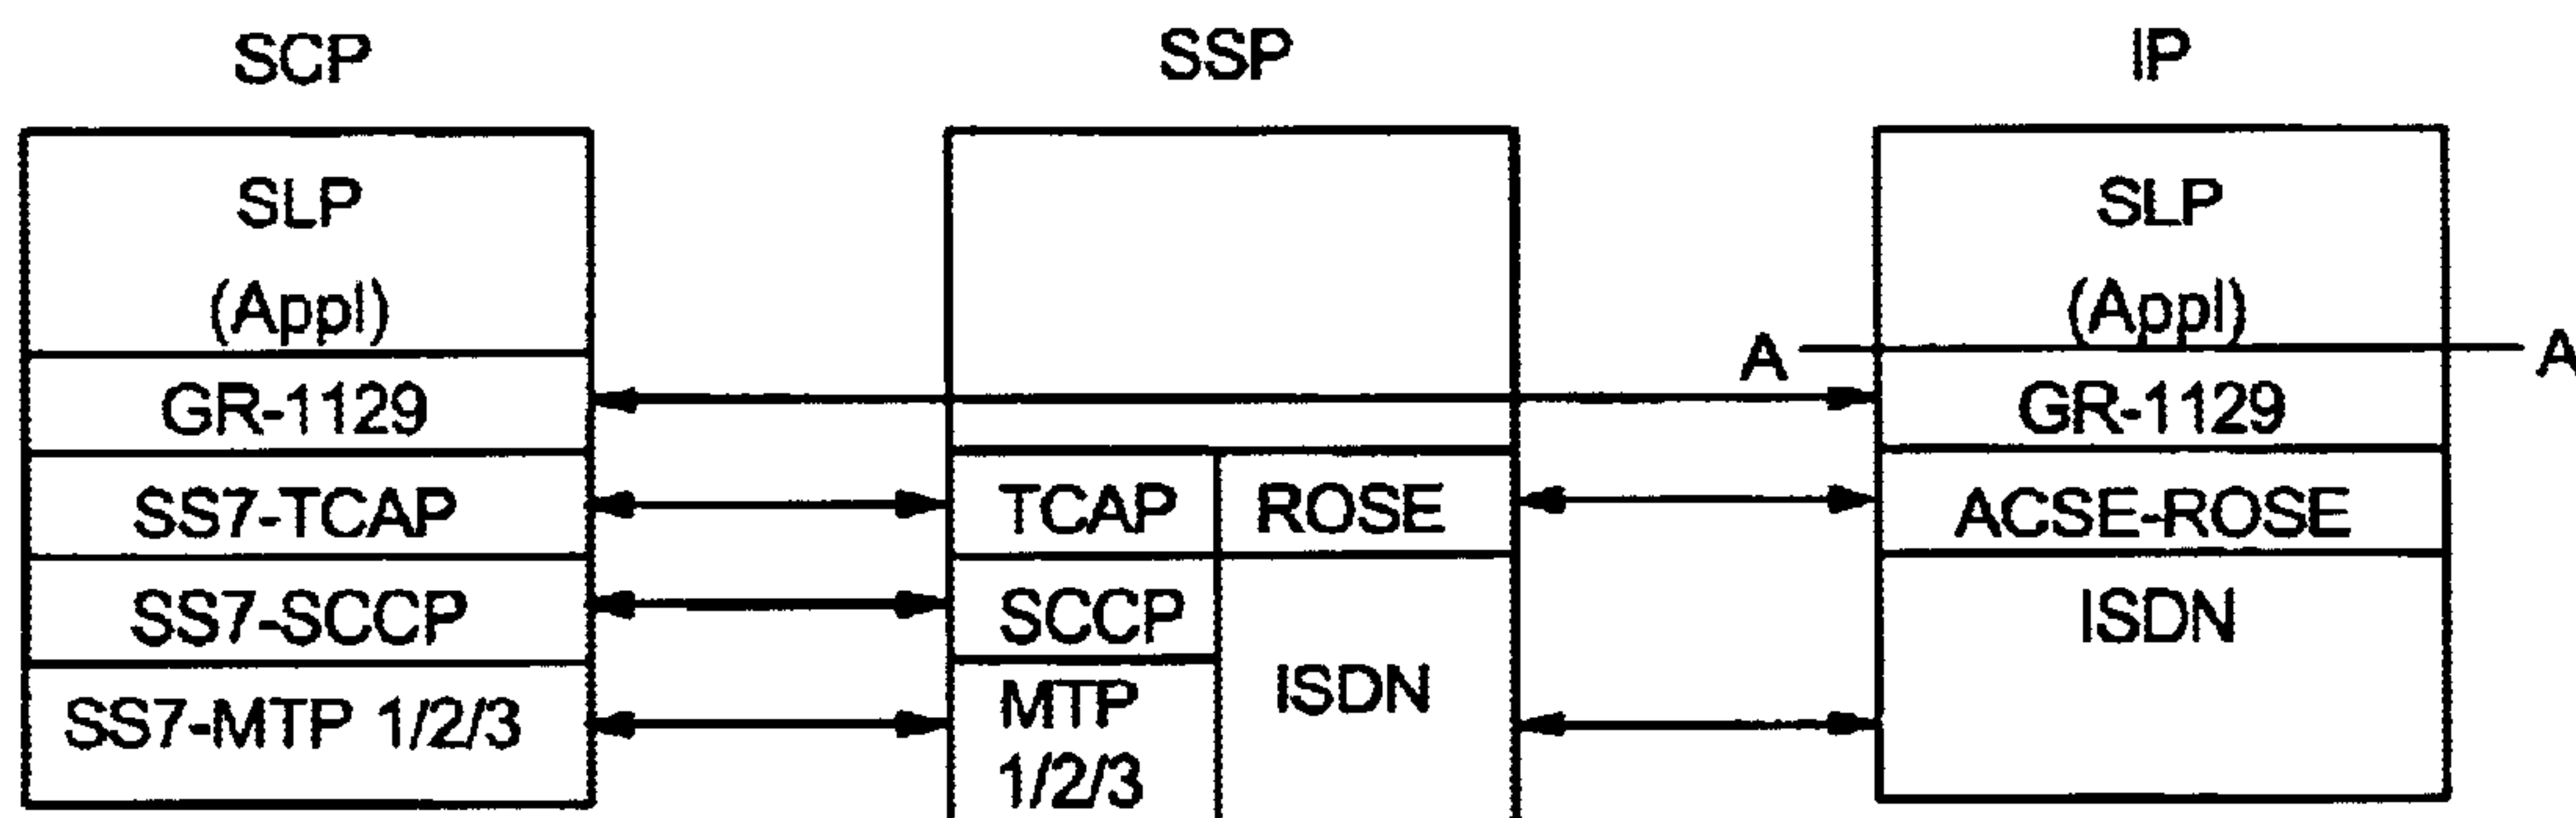 SCP
SLP
(Appl)
GR-1129
SS7-TCAP
SS7-SCCP
SS7-MTP 1/2/3
SSP
TCAP
ROSE
SCCP
MTP
1/2/3
ISDN
IP
SLP
(Appl)
A
A
GR-1129
ACSE-ROSE
ISDN